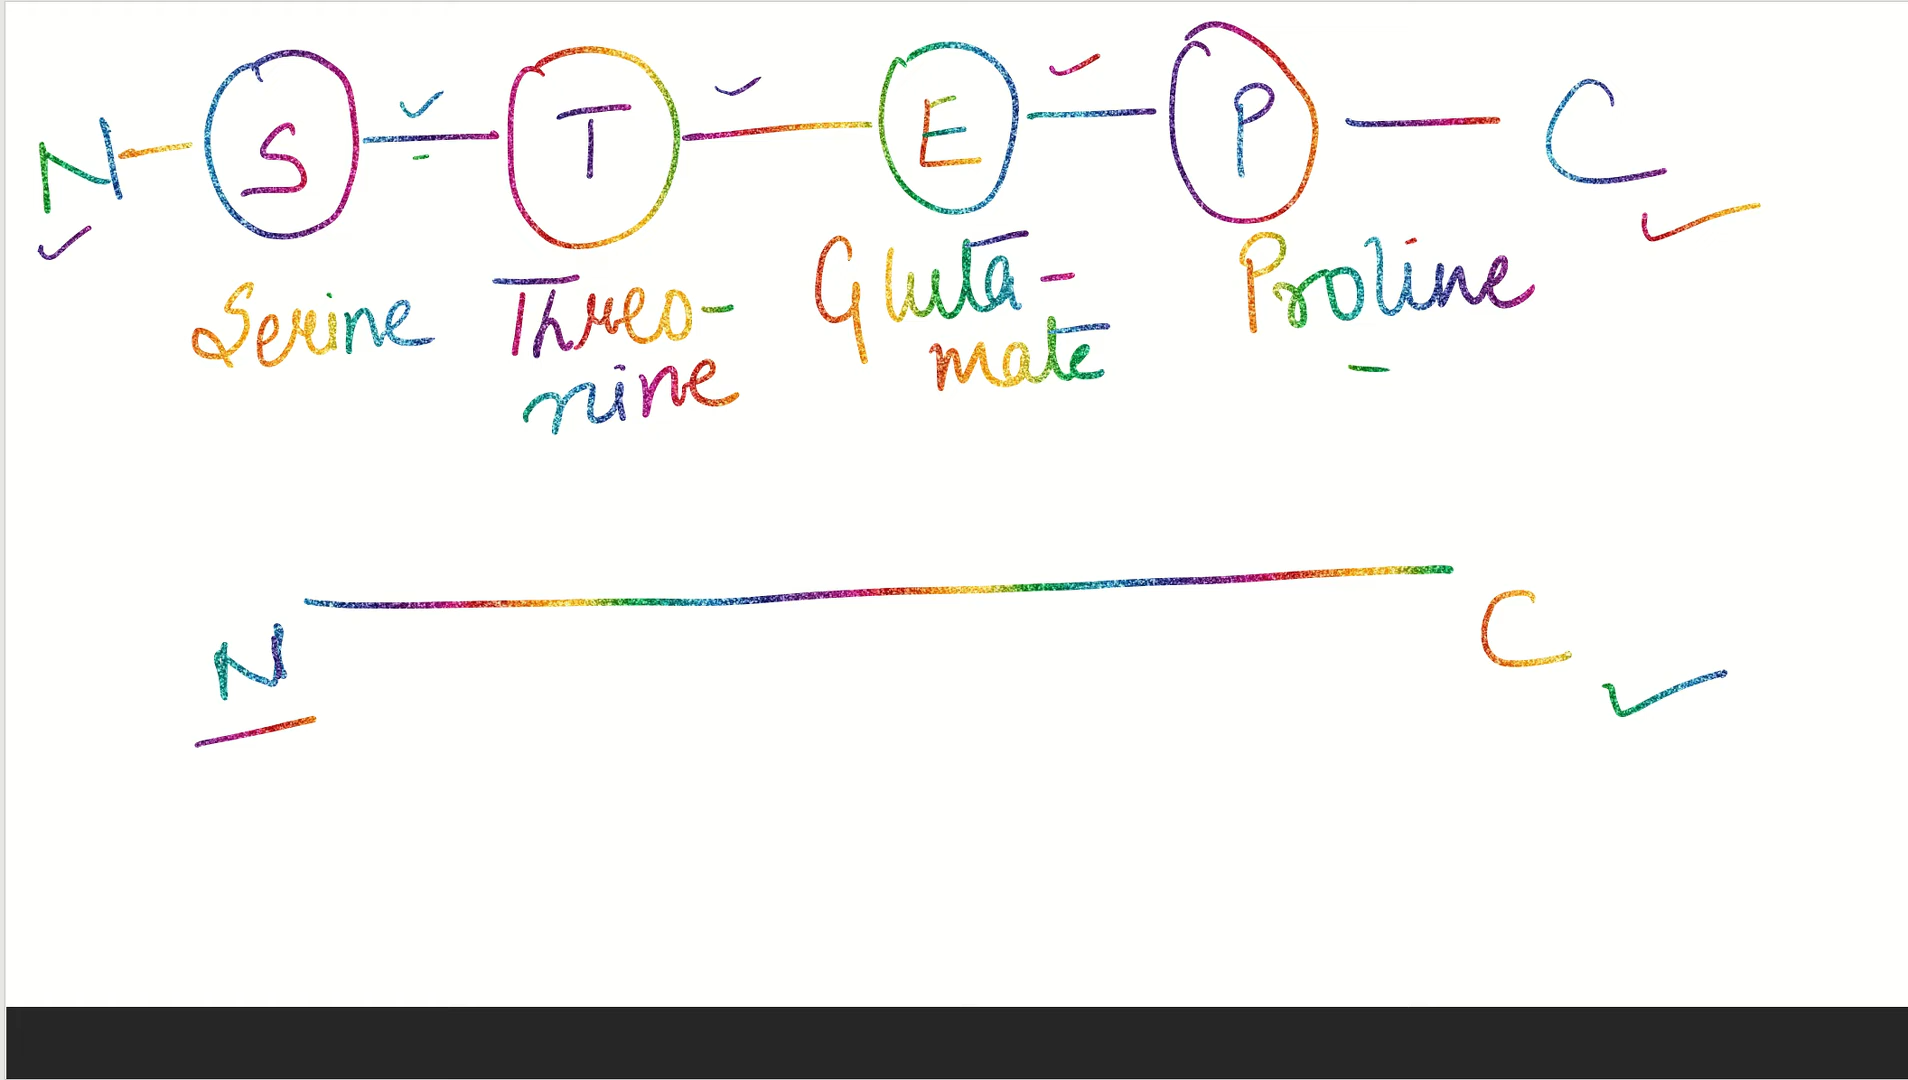 N S T E P C
Serine Threo- Gluta- Proline
nine mate
N C